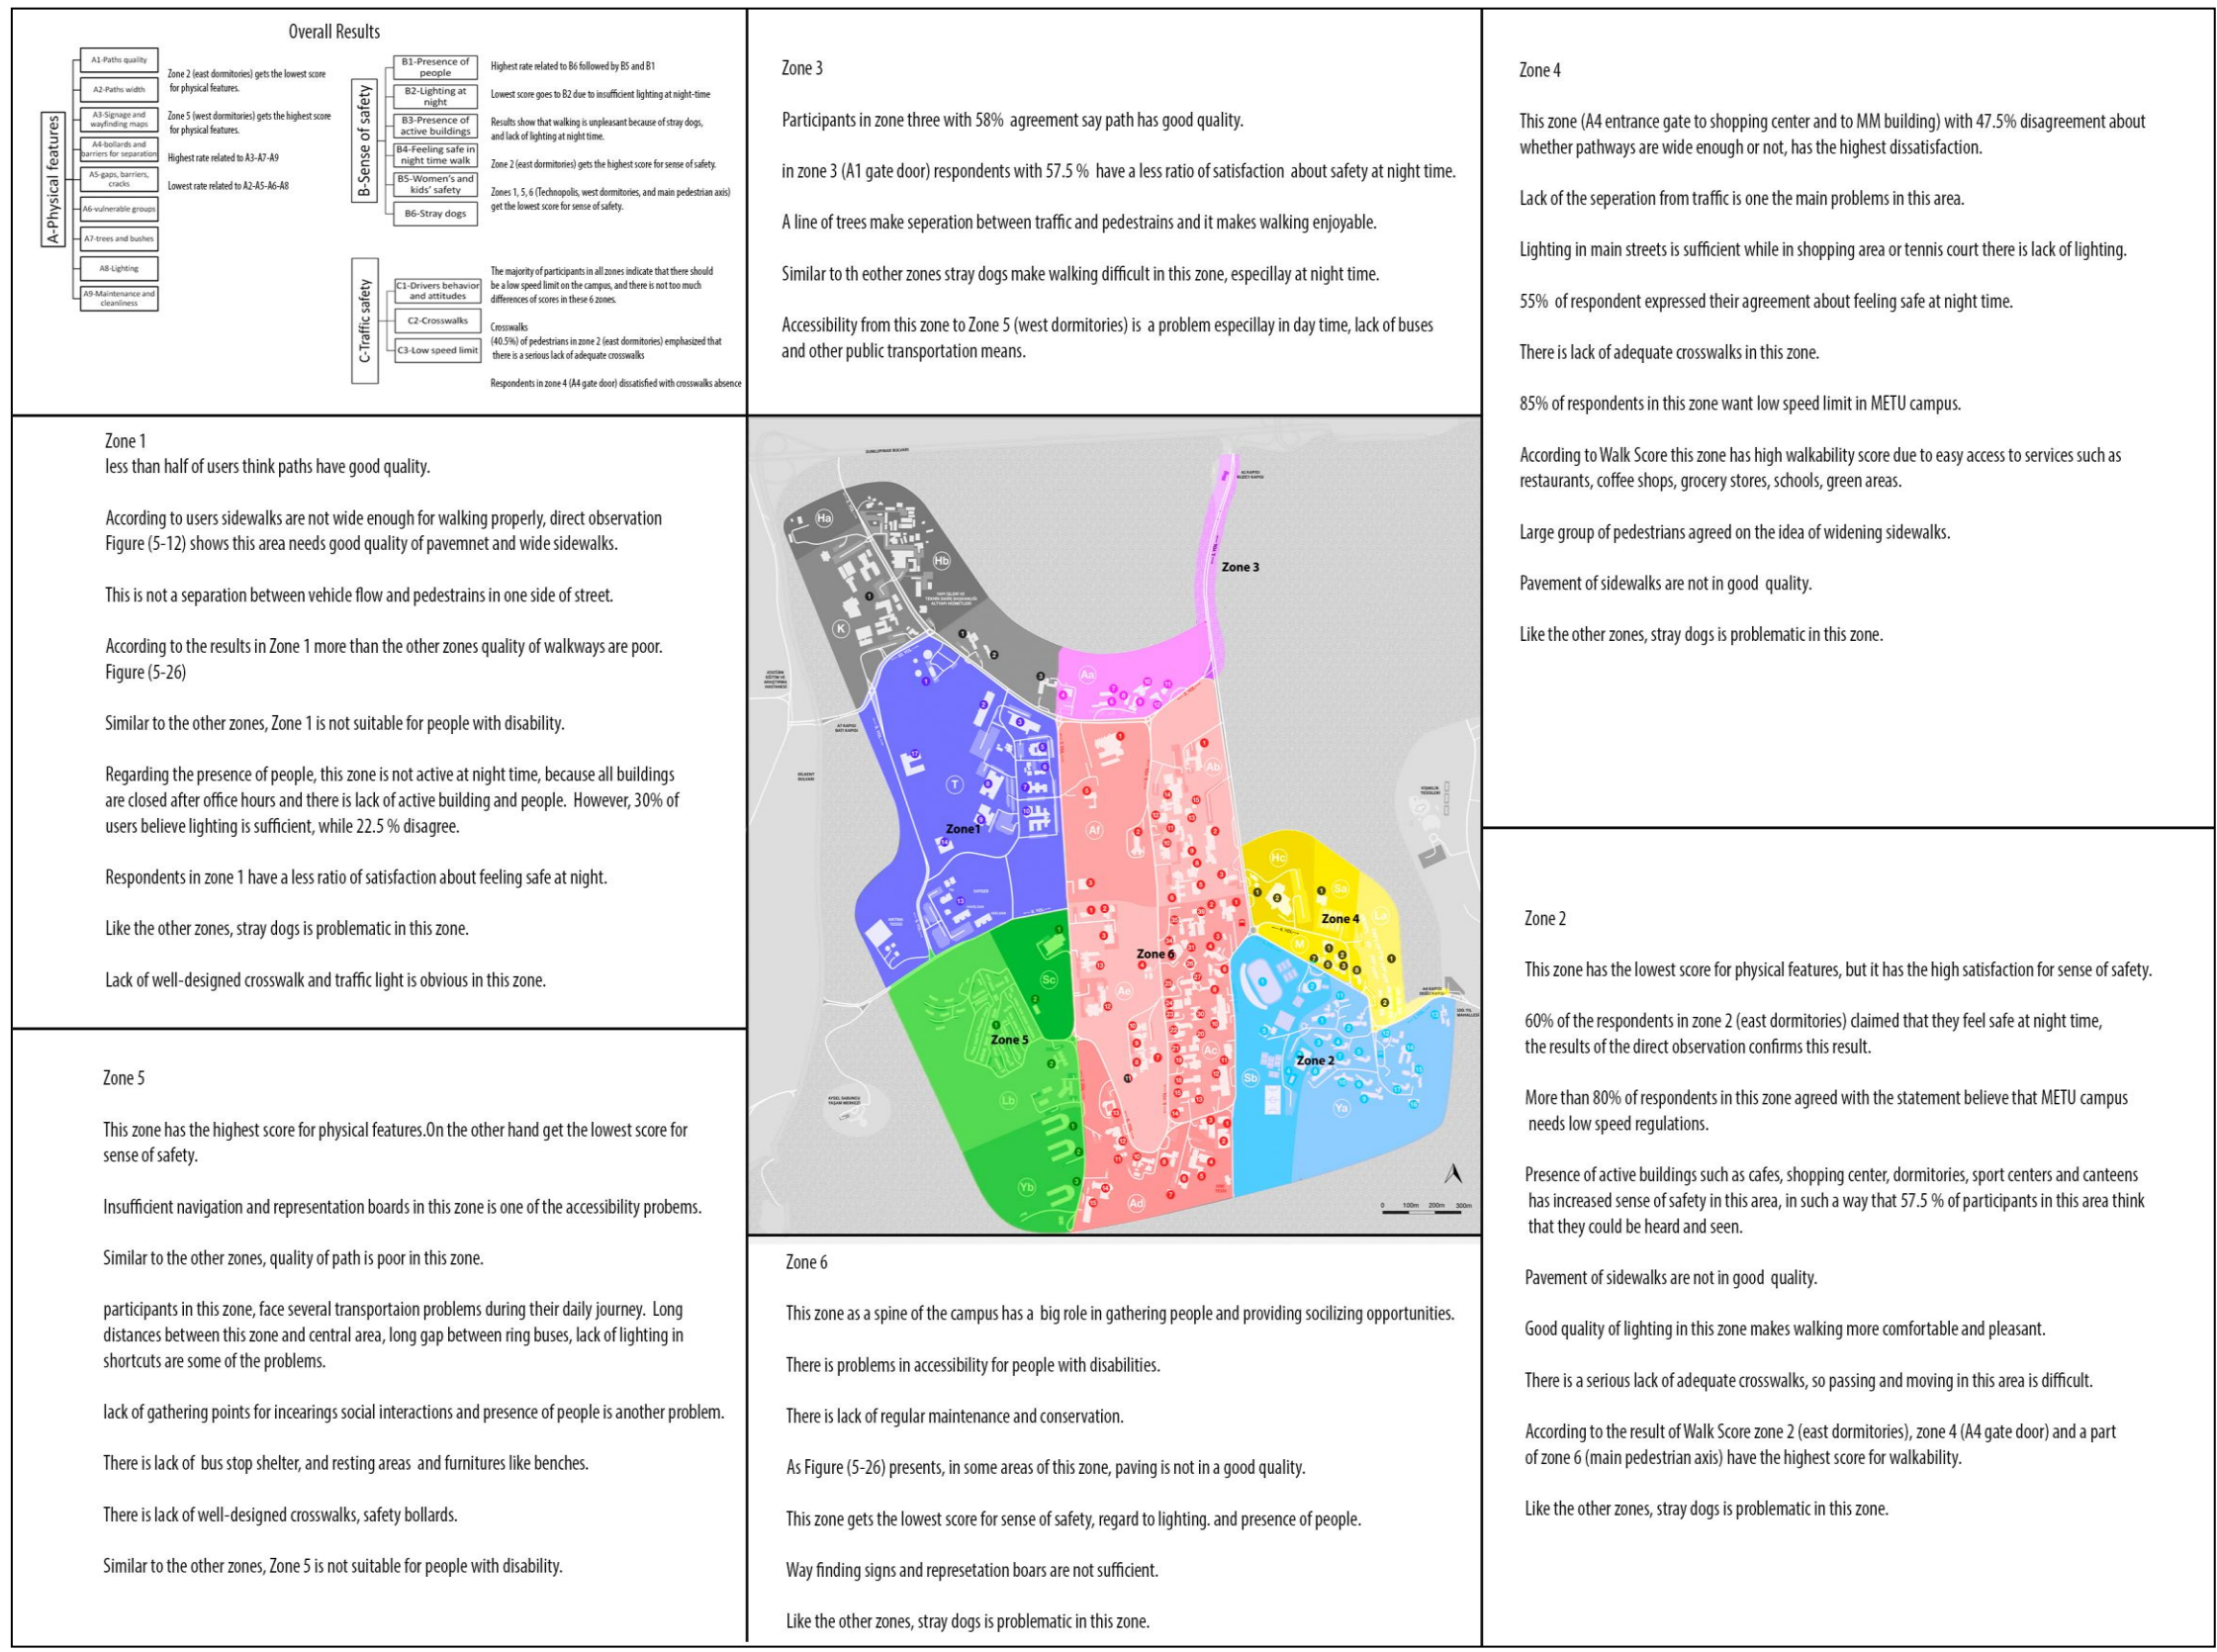 Overall Results
A-Physical features
A1-Paths quality
A2-Paths width
A3-Signage and
wayfinding maps
A4-bollards and
barriers for separation
A5-gaps, barriers,
cracks
A6-vulnerable groups
A7-trees and bushes
A8-Lighting
A9-Maintenance and
cleanliness
Zone 2 (east dormitories) gets the lowest score
for physical features.
Zone 5 (west dormitories) gets the highest score
for physical features.
Highest rate related to A3-A7-A9
Lowest rate related to A2-A5-A6-A8
B-Sense of safety
B1-Presence of
people
B2-Lighting at
night
B3-Presence of
active buildings
B4-Feeling safe in
night time walk
B5-Women's and
kids' safety
B6-Stray dogs
Highest rate related to B6 followed by B5 and B1
Lowest score goes to B2 due to insufficient lighting at night-time
Results show that walking is unpleasant because of stray dogs,
and lack of lighting at night time.
Zone 2 (east dormitories) gets the highest score for sense of safety.
Zones 1, 5, 6 (Technopolis, west dormitories, and main pedestrian axis)
get the lowest score for sense of safety.
C-Traffic safety
C1-Drivers behavior
and attitudes
C2-Crosswalks
C3-Low speed limit
The majority of participants in all zones indicate that there should
be a low speed limit on the campus, and there is not too much
differences of scores in these 6 zones.
Crosswalks
(40.5%) of pedestrians in zone 2 (east dormitories) emphasized that
there is a serious lack of adequate crosswalks
Respondents in zone 4 (A4 gate door) dissatisfied with crosswalks absence
Zone 3
Participants in zone three with 58% agreement say path has good quality.
in zone 3 (A1 gate door) respondents with 57.5 % have a less ratio of satisfaction about safety at night time.
A line of trees make seperation between traffic and pedestrains and it makes walking enjoyable.
Similar to th eother zones stray dogs make walking difficult in this zone, especillay at night time.
Accessibility from this zone to Zone 5 (west dormitories) is a problem especillay in day time, lack of buses
and other public transportation means.
Zone 4
This zone (A4 entrance gate to shopping center and to MM building) with 47.5% disagreement about
whether pathways are wide enough or not, has the highest dissatisfaction.
Lack of the seperation from traffic is one the main problems in this area.
Lighting in main streets is sufficient while in shopping area or tennis court there is lack of lighting.
55% of respondent expressed their agreement about feeling safe at night time.
There is lack of adequate crosswalks in this zone.
85% of respondents in this zone want low speed limit in METU campus.
According to Walk Score this zone has high walkability score due to easy access to services such as
restaurants, coffee shops, grocery stores, schools, green areas.
Large group of pedestrians agreed on the idea of widening sidewalks.
Pavement of sidewalks are not in good quality.
Like the other zones, stray dogs is problematic in this zone.
Zone 1
less than half of users think paths have good quality.
According to users sidewalks are not wide enough for walking properly, direct observation
Figure (5-12) shows this area needs good quality of pavemnet and wide sidewalks.
This is not a separation between vehicle flow and pedestrains in one side of street.
According to the results in Zone 1 more than the other zones quality of walkways are poor.
Figure (5-26)
Similar to the other zones, Zone 1 is not suitable for people with disability.
Regarding the presence of people, this zone is not active at night time, because all buildings
are closed after office hours and there is lack of active building and people. However, 30% of
users believe lighting is sufficient, while 22.5 % disagree.
Respondents in zone 1 have a less ratio of satisfaction about feeling safe at night.
Like the other zones, stray dogs is problematic in this zone.
Lack of well-designed crosswalk and traffic light is obvious in this zone.
Ha
Hb
K
Zone 3
Aa
T
Zone1
Af
Ab
Hc
Sa
La
Zone 4
M
Zone 6
Sc
Ae
Zone 5
Ac
Zone 2
Sb
Lb
Ya
Yb
Ad
0 100m 200m 300m
Zone 2
This zone has the lowest score for physical features, but it has the high satisfaction for sense of safety.
60% of the respondents in zone 2 (east dormitories) claimed that they feel safe at night time,
the results of the direct observation confirms this result.
More than 80% of respondents in this zone agreed with the statement believe that METU campus
needs low speed regulations.
Presence of active buildings such as cafes, shopping center, dormitories, sport centers and canteens
has increased sense of safety in this area, in such a way that 57.5 % of participants in this area think
that they could be heard and seen.
Pavement of sidewalks are not in good quality.
Good quality of lighting in this zone makes walking more comfortable and pleasant.
There is a serious lack of adequate crosswalks, so passing and moving in this area is difficult.
According to the result of Walk Score zone 2 (east dormitories), zone 4 (A4 gate door) and a part
of zone 6 (main pedestrian axis) have the highest score for walkability.
Like the other zones, stray dogs is problematic in this zone.
Zone 5
This zone has the highest score for physical features.On the other hand get the lowest score for
sense of safety.
Insufficient navigation and representation boards in this zone is one of the accessibility probems.
Similar to the other zones, quality of path is poor in this zone.
participants in this zone, face several transportaion problems during their daily journey. Long
distances between this zone and central area, long gap between ring buses, lack of lighting in
shortcuts are some of the problems.
lack of gathering points for incearings social interactions and presence of people is another problem.
There is lack of bus stop shelter, and resting areas and furnitures like benches.
There is lack of well-designed crosswalks, safety bollards.
Similar to the other zones, Zone 5 is not suitable for people with disability.
Zone 6
This zone as a spine of the campus has a big role in gathering people and providing socilizing opportunities.
There is problems in accessibility for people with disabilities.
There is lack of regular maintenance and conservation.
As Figure (5-26) presents, in some areas of this zone, paving is not in a good quality.
This zone gets the lowest score for sense of safety, regard to lighting. and presence of people.
Way finding signs and represetation boars are not sufficient.
Like the other zones, stray dogs is problematic in this zone.